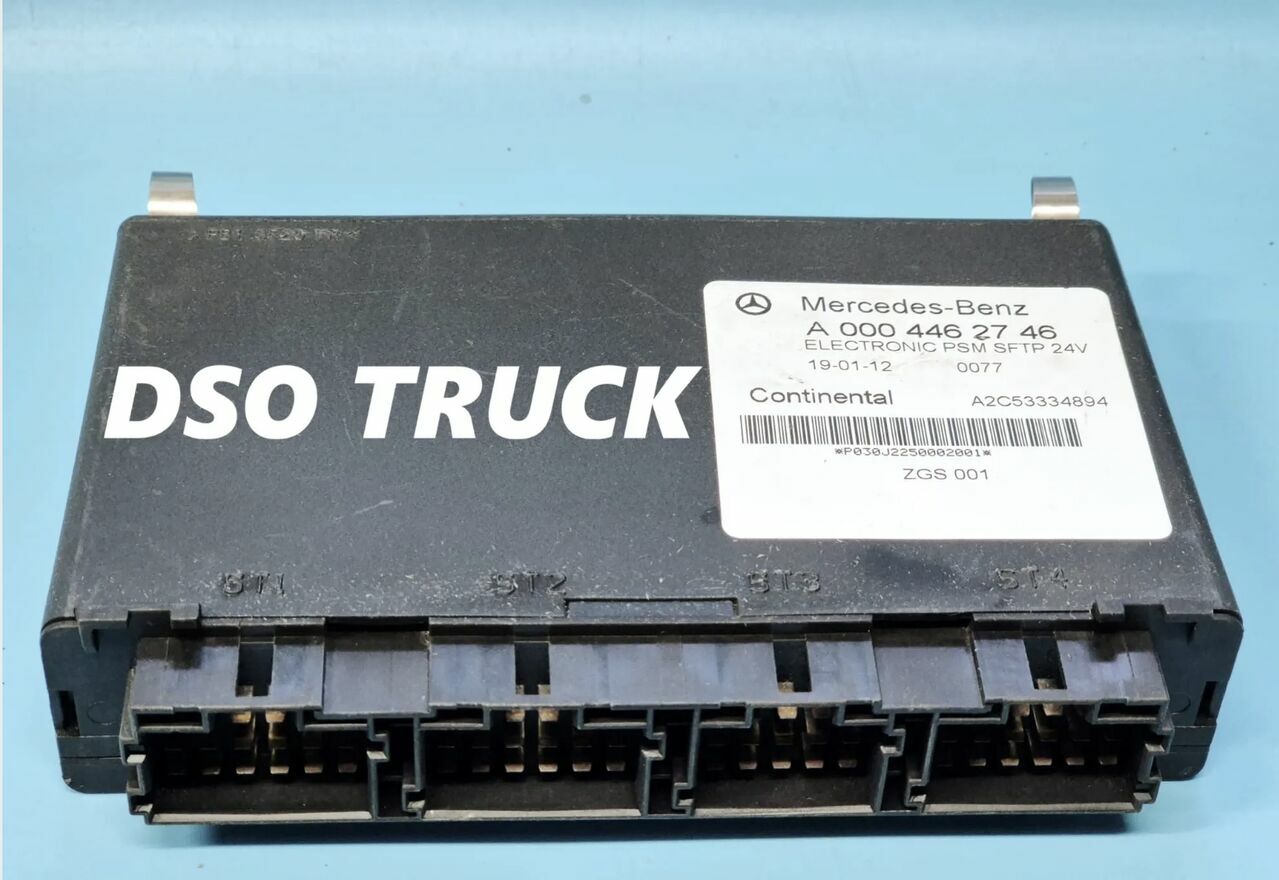 DSO TRUCK
Mercedes-Benz
A 000 446 27 46
ELECTRONIC PSM SFTP 24V
19-01-12 0077
Continental A2C53334894
*P030J2250002001*
ZGS 001
ST1 ST2 ST3 ST4